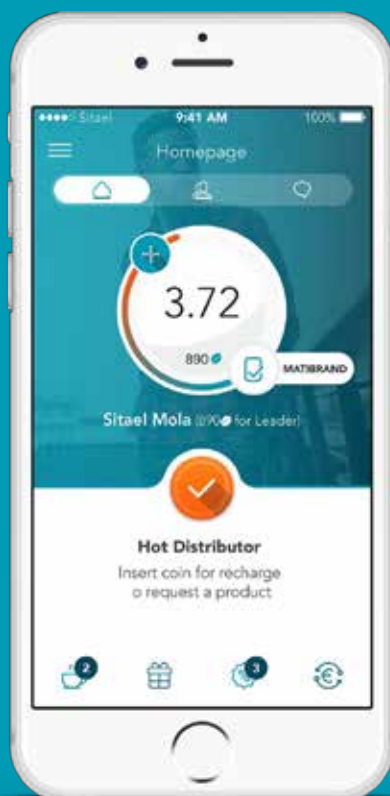 Sitael 9:41 AM 100%
Homepage
3.72
890
MATIBRAND
Sitael Mola (890 for Leader)
Hot Distributor
Insert coin for recharge
o request a product
2 3